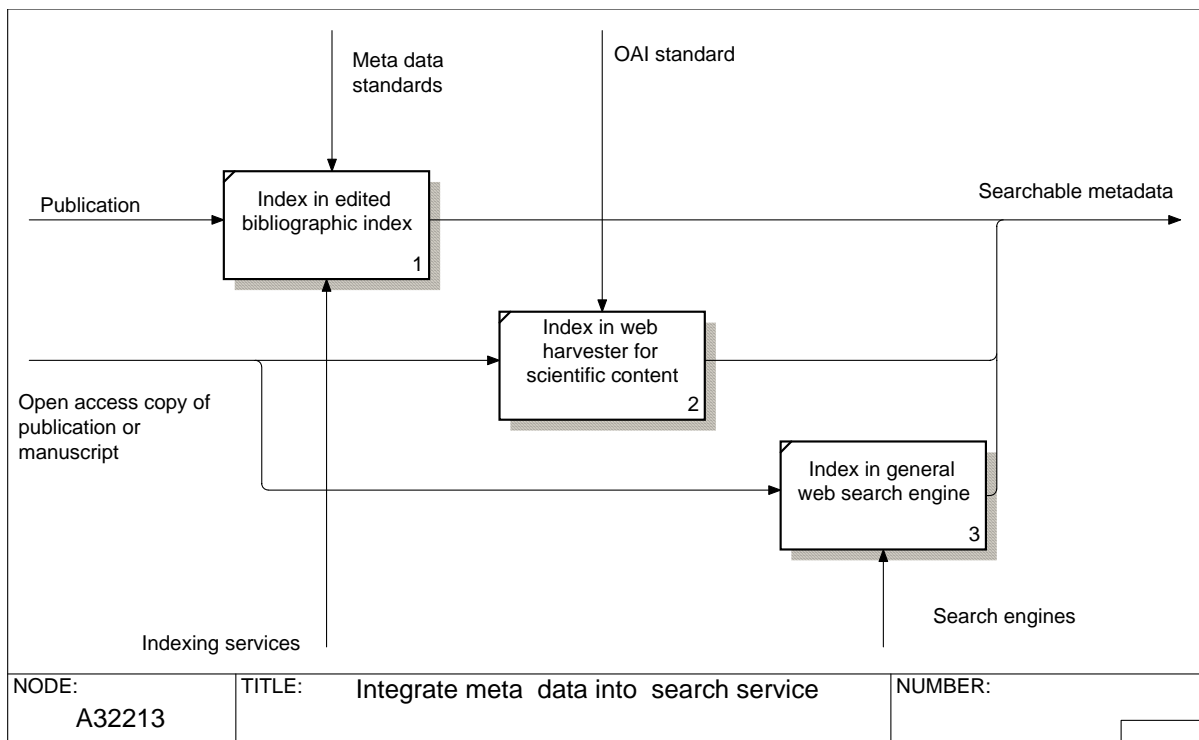 Meta data
standards
OAI standard
Publication
Index in edited
bibliographic index
1
Searchable metadata
Index in web
harvester for
scientific content
2
Open access copy of
publication or
manuscript
Index in general
web search engine
3
Indexing services
Search engines
NODE:
A32213
TITLE:
Integrate meta  data into  search service
NUMBER: